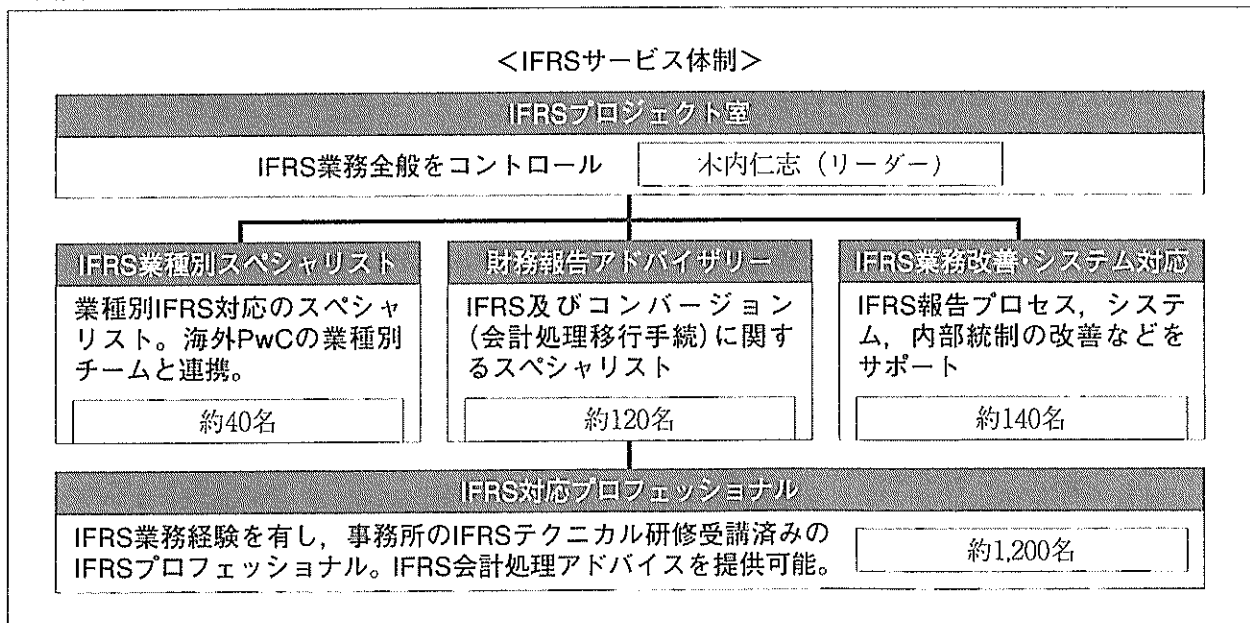 ＜IFRSサービス体制＞
IFRSプロジェクト室
IFRS業務全般をコントロール
木内仁志（リーダー）
IFRS業種別スペシャリスト
業種別IFRS対応のスペシャ
リスト。海外PwCの業種別
チームと連携。
約40名
財務報告アドバイザリー
IFRS及びコンバージョン
(会計処理移行手続)に関す
るスペシャリスト
約120名
IFRS業務改善･システム対応
IFRS報告プロセス，システ
ム，内部統制の改善などを
サポート
約140名
IFRS対応プロフェッショナル
IFRS業務経験を有し，事務所のIFRSテクニカル研修受講済みの
IFRSプロフェッショナル。IFRS会計処理アドバイスを提供可能。
約1,200名